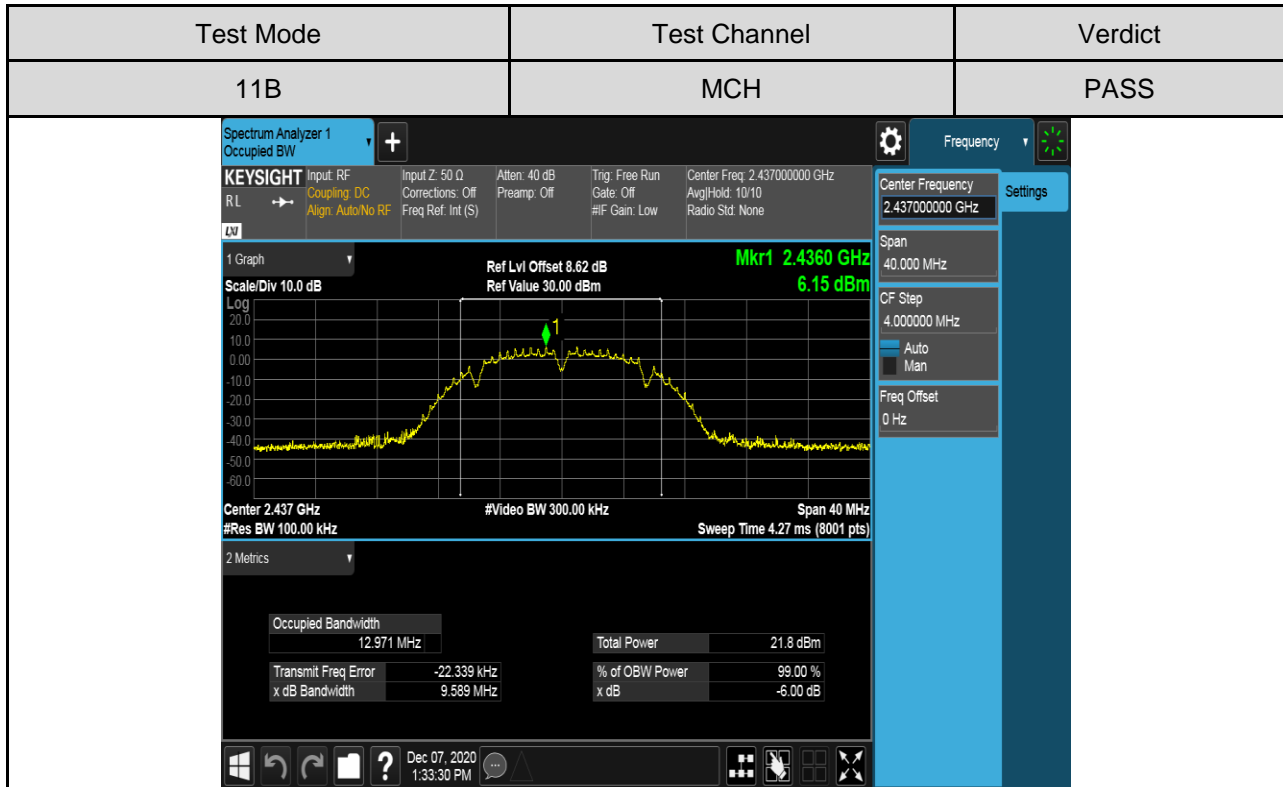 Test Mode Test Channel Verdict
11B MCH PASS
Spectrum Analyzer 1
Occupied BW
+
Frequency
KEYSIGHT
RL
LXI
Input: RF
Coupling: DC
Align: Auto/No RF
Input Z: 50 Ω
Corrections: Off
Freq Ref: Int (S)
Atten: 40 dB
Preamp: Off
Trig: Free Run
Gate: Off
#IF Gain: Low
Center Freq: 2.437000000 GHz
Avg|Hold: 10/10
Radio Std: None
Center Frequency
2.437000000 GHz
Settings
Span
40.000 MHz
CF Step
4.000000 MHz
Auto
Man
Freq Offset
0 Hz
1 Graph
Scale/Div 10.0 dB
Ref Lvl Offset 8.62 dB
Ref Value 30.00 dBm
Mkr1 2.4360 GHz
6.15 dBm
Log
20.0
10.0
0.00
-10.0
-20.0
-30.0
-40.0
-50.0
-60.0
1
Center 2.437 GHz
#Res BW 100.00 kHz
#Video BW 300.00 kHz
Span 40 MHz
Sweep Time 4.27 ms (8001 pts)
2 Metrics
Occupied Bandwidth
12.971 MHz
Total Power 21.8 dBm
Transmit Freq Error -22.339 kHz
% of OBW Power 99.00 %
x dB Bandwidth 9.589 MHz
x dB -6.00 dB
?
Dec 07, 2020
1:33:30 PM